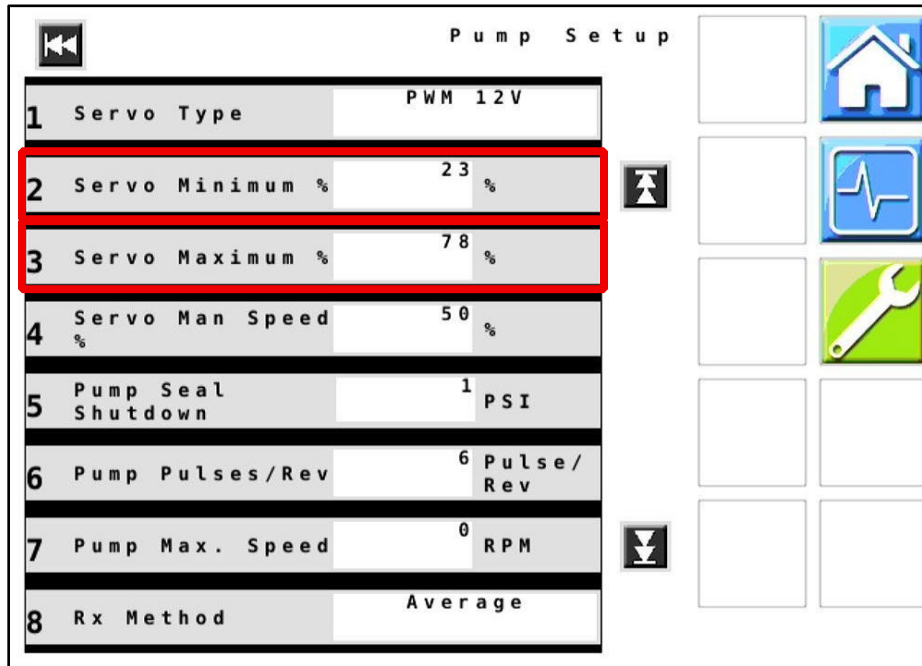 Pump Setup
1 Servo Type PWM 12V
2 Servo Minimum % 23 %
3 Servo Maximum % 78 %
4 Servo Man Speed % 50 %
5 Pump Seal Shutdown 1 PSI
6 Pump Pulses/Rev 6 Pulse/Rev
7 Pump Max. Speed 0 RPM
8 Rx Method Average